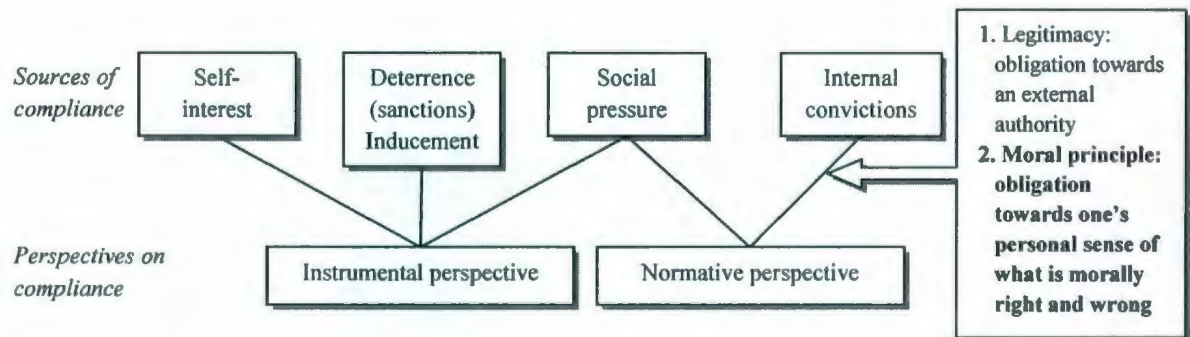 Sources of
compliance
Self-
interest
Deterrence
(sanctions)
Inducement
Social
pressure
Internal
convictions
1. Legitimacy:
obligation towards
an external
authority
2. Moral principle:
obligation
towards one's
personal sense of
what is morally
right and wrong
Perspectives on
compliance
Instrumental perspective
Normative perspective